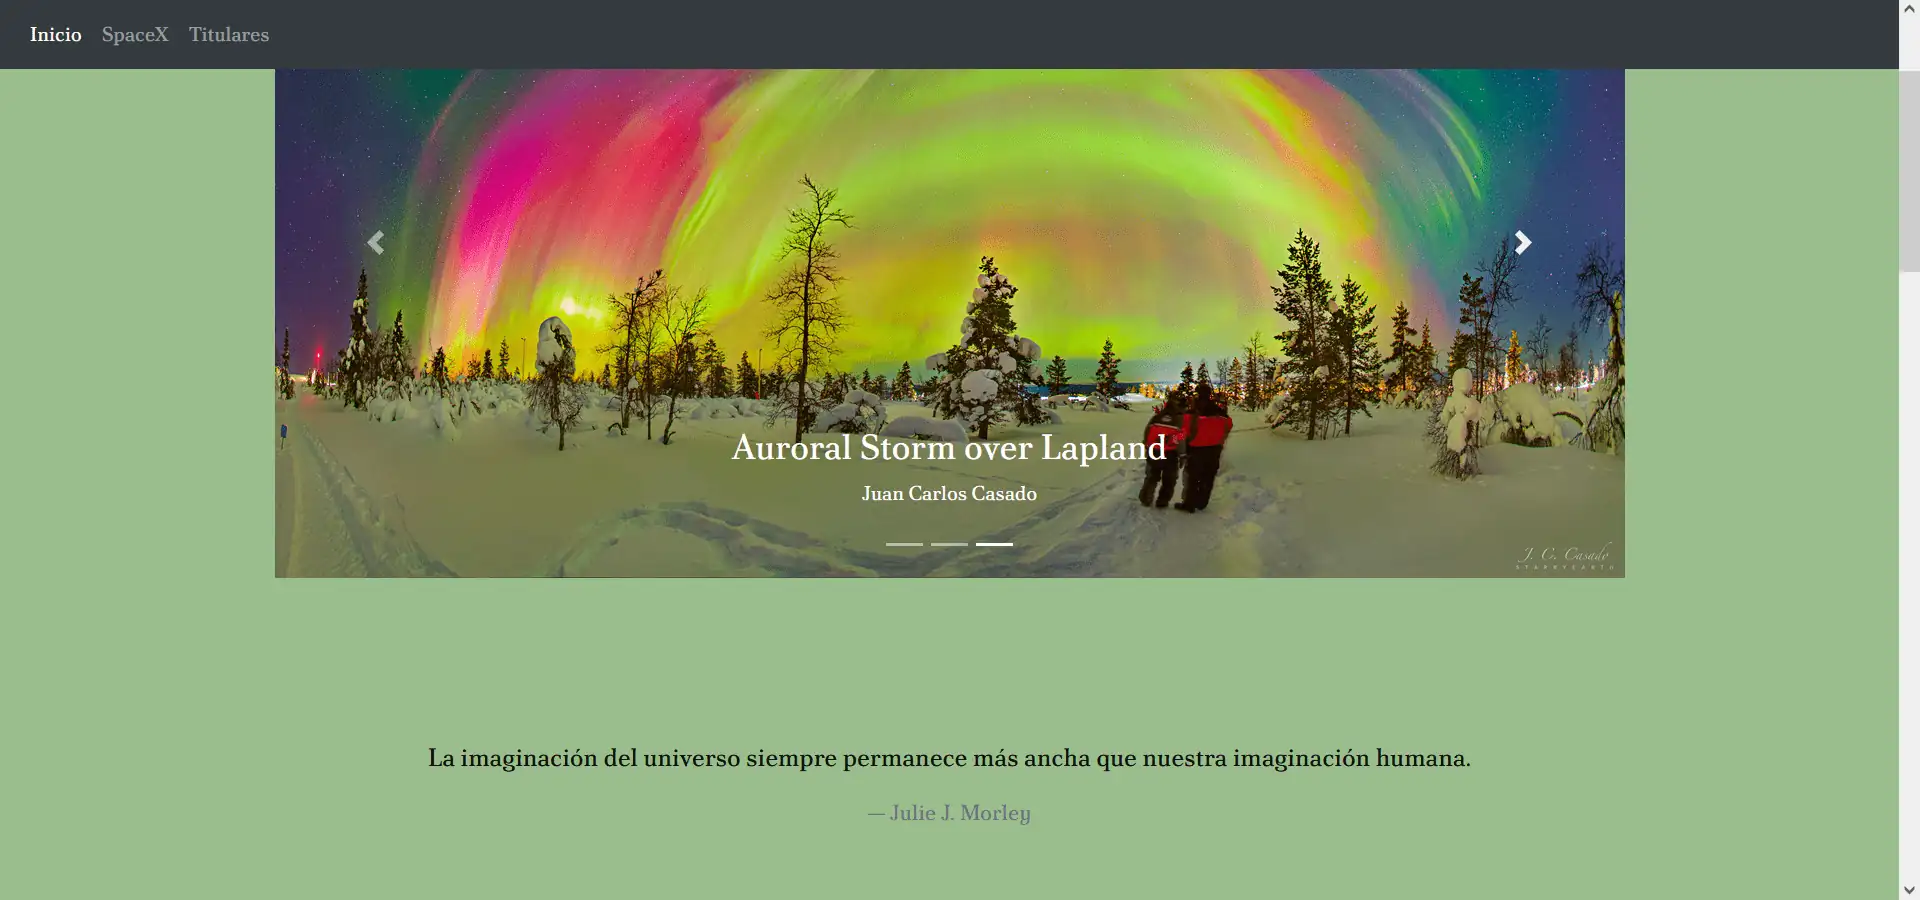 Inicio SpaceX Titulares
Auroral Storm over Lapland
Juan Carlos Casado
J. C. Casado
STARRYEARTH
La imaginación del universo siempre permanece más ancha que nuestra imaginación humana.
— Julie J. Morley